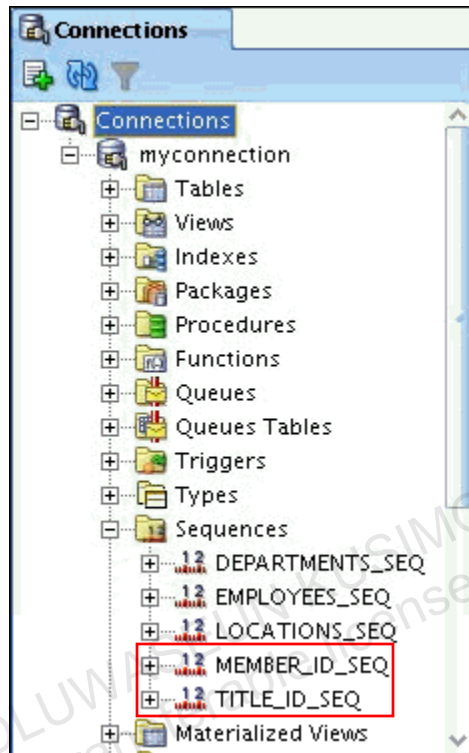 Connections
Connections
myconnection
Tables
Views
Indexes
Packages
Procedures
Functions
Queues
Queues Tables
Triggers
Types
Sequences
DEPARTMENTS_SEQ
EMPLOYEES_SEQ
LOCATIONS_SEQ
MEMBER_ID_SEQ
TITLE_ID_SEQ
Materialized Views